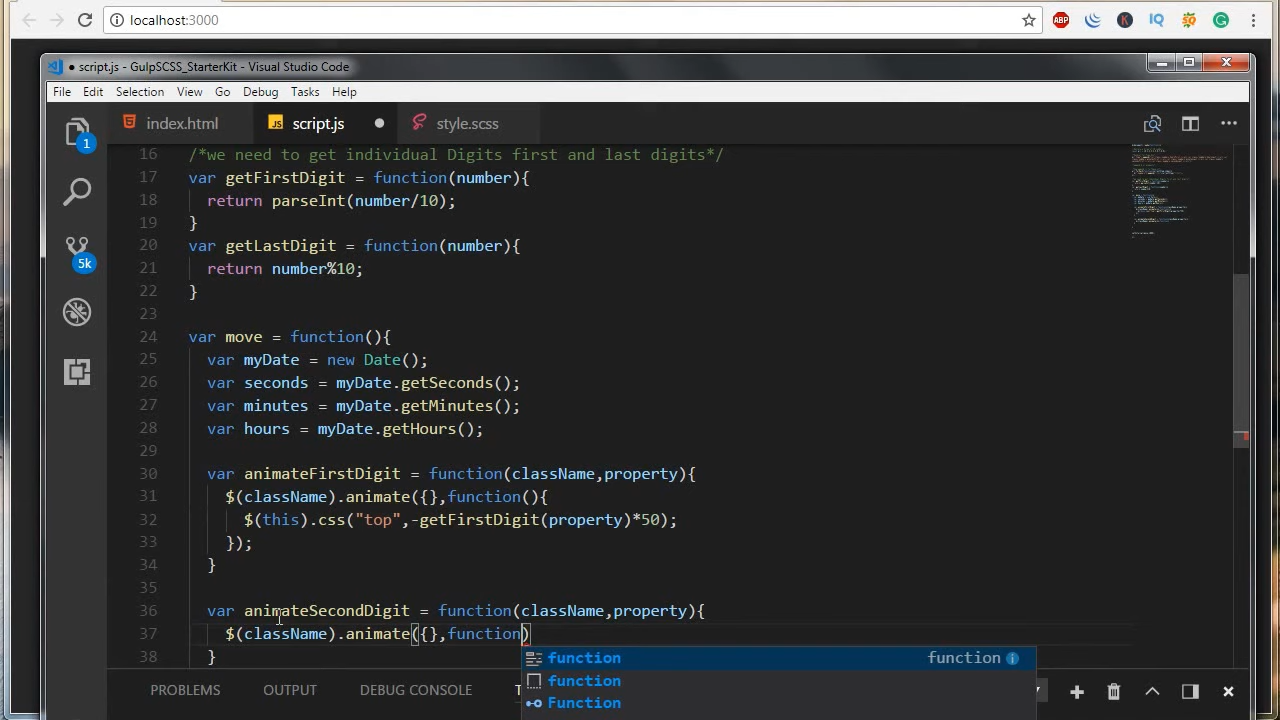 localhost:3000
ABP K IQ
script.js - GulpSCSS_StarterKit - Visual Studio Code
File Edit Selection View Go Debug Tasks Help
index.html script.js style.scss
1
5k
16 /*we need to get individual Digits first and last digits*/
17 var getFirstDigit = function(number){
18 return parseInt(number/10);
19 }
20 var getLastDigit = function(number){
21 return number%10;
22 }
23
24 var move = function(){
25 var myDate = new Date();
26 var seconds = myDate.getSeconds();
27 var minutes = myDate.getMinutes();
28 var hours = myDate.getHours();
29
30 var animateFirstDigit = function(className,property){
31 $(className).animate({},function(){
32 $(this).css("top",-getFirstDigit(property)*50);
33 });
34 }
35
36 var animateSecondDigit = function(className,property){
37 $(className).animate({},function)
38 }
function function
function
Function
PROBLEMS OUTPUT DEBUG CONSOLE